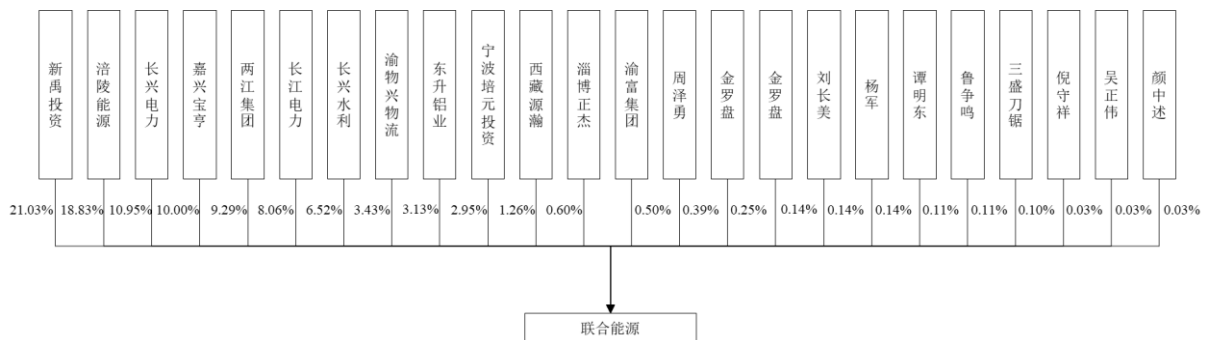 新禹投资
涪陵能源
长兴电力
嘉兴宝亨
两江集团
长江电力
长兴水利
渝物兴物流
东升铝业
宁波培元投资
西藏源瀚
淄博正杰
渝富集团
周泽勇
金罗盘
金罗盘
刘长美
杨军
谭明东
鲁争鸣
三盛刀锯
倪守祥
吴正伟
颜中述
21.03% 18.83% 10.95% 10.00% 9.29% 8.06% 6.52% 3.43% 3.13% 2.95% 1.26% 0.60% 0.50% 0.39% 0.25% 0.14% 0.14% 0.14% 0.11% 0.11% 0.10% 0.03% 0.03% 0.03%
联合能源